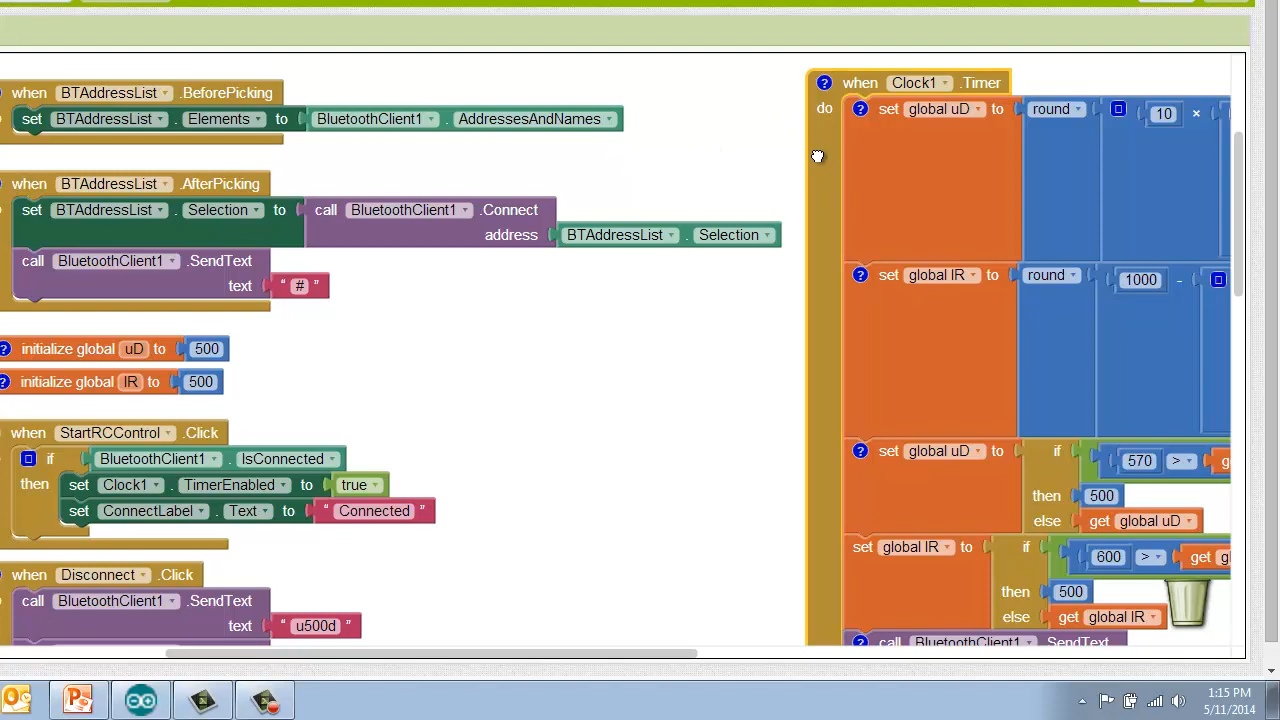 when BTAddressList .BeforePicking
set BTAddressList . Elements to BluetoothClient1 . AddressesAndNames
when BTAddressList .AfterPicking
set BTAddressList . Selection to call BluetoothClient1 .Connect
address BTAddressList . Selection
call BluetoothClient1 .SendText
text " # "
initialize global uD to 500
initialize global lR to 500
when StartRCControl .Click
if BluetoothClient1 . IsConnected
then set Clock1 . TimerEnabled to true
set ConnectLabel . Text to " Connected "
when Disconnect .Click
call BluetoothClient1 .SendText
text " u500d "
? when Clock1 .Timer
do ? set global uD to round 10 ×
? set global lR to round 1000 -
? set global uD to if 570 >
then 500
else get global uD
set global lR to if 600 > get
then 500
else get global lR
? call BluetoothClient1 .SendText
1:15 PM
5/11/2014